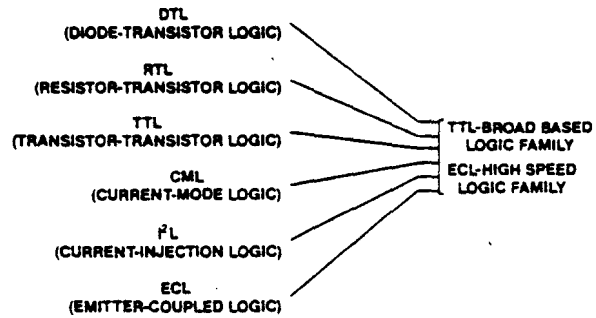 DTL
(DIODE-TRANSISTOR LOGIC)
RTL
(RESISTOR-TRANSISTOR LOGIC)
TTL
(TRANSISTOR-TRANSISTOR LOGIC)
CML
(CURRENT-MODE LOGIC)
I²L
(CURRENT-INJECTION LOGIC)
ECL
(EMITTER-COUPLED LOGIC)
TTL-BROAD BASED
LOGIC FAMILY
ECL-HIGH SPEED
LOGIC FAMILY